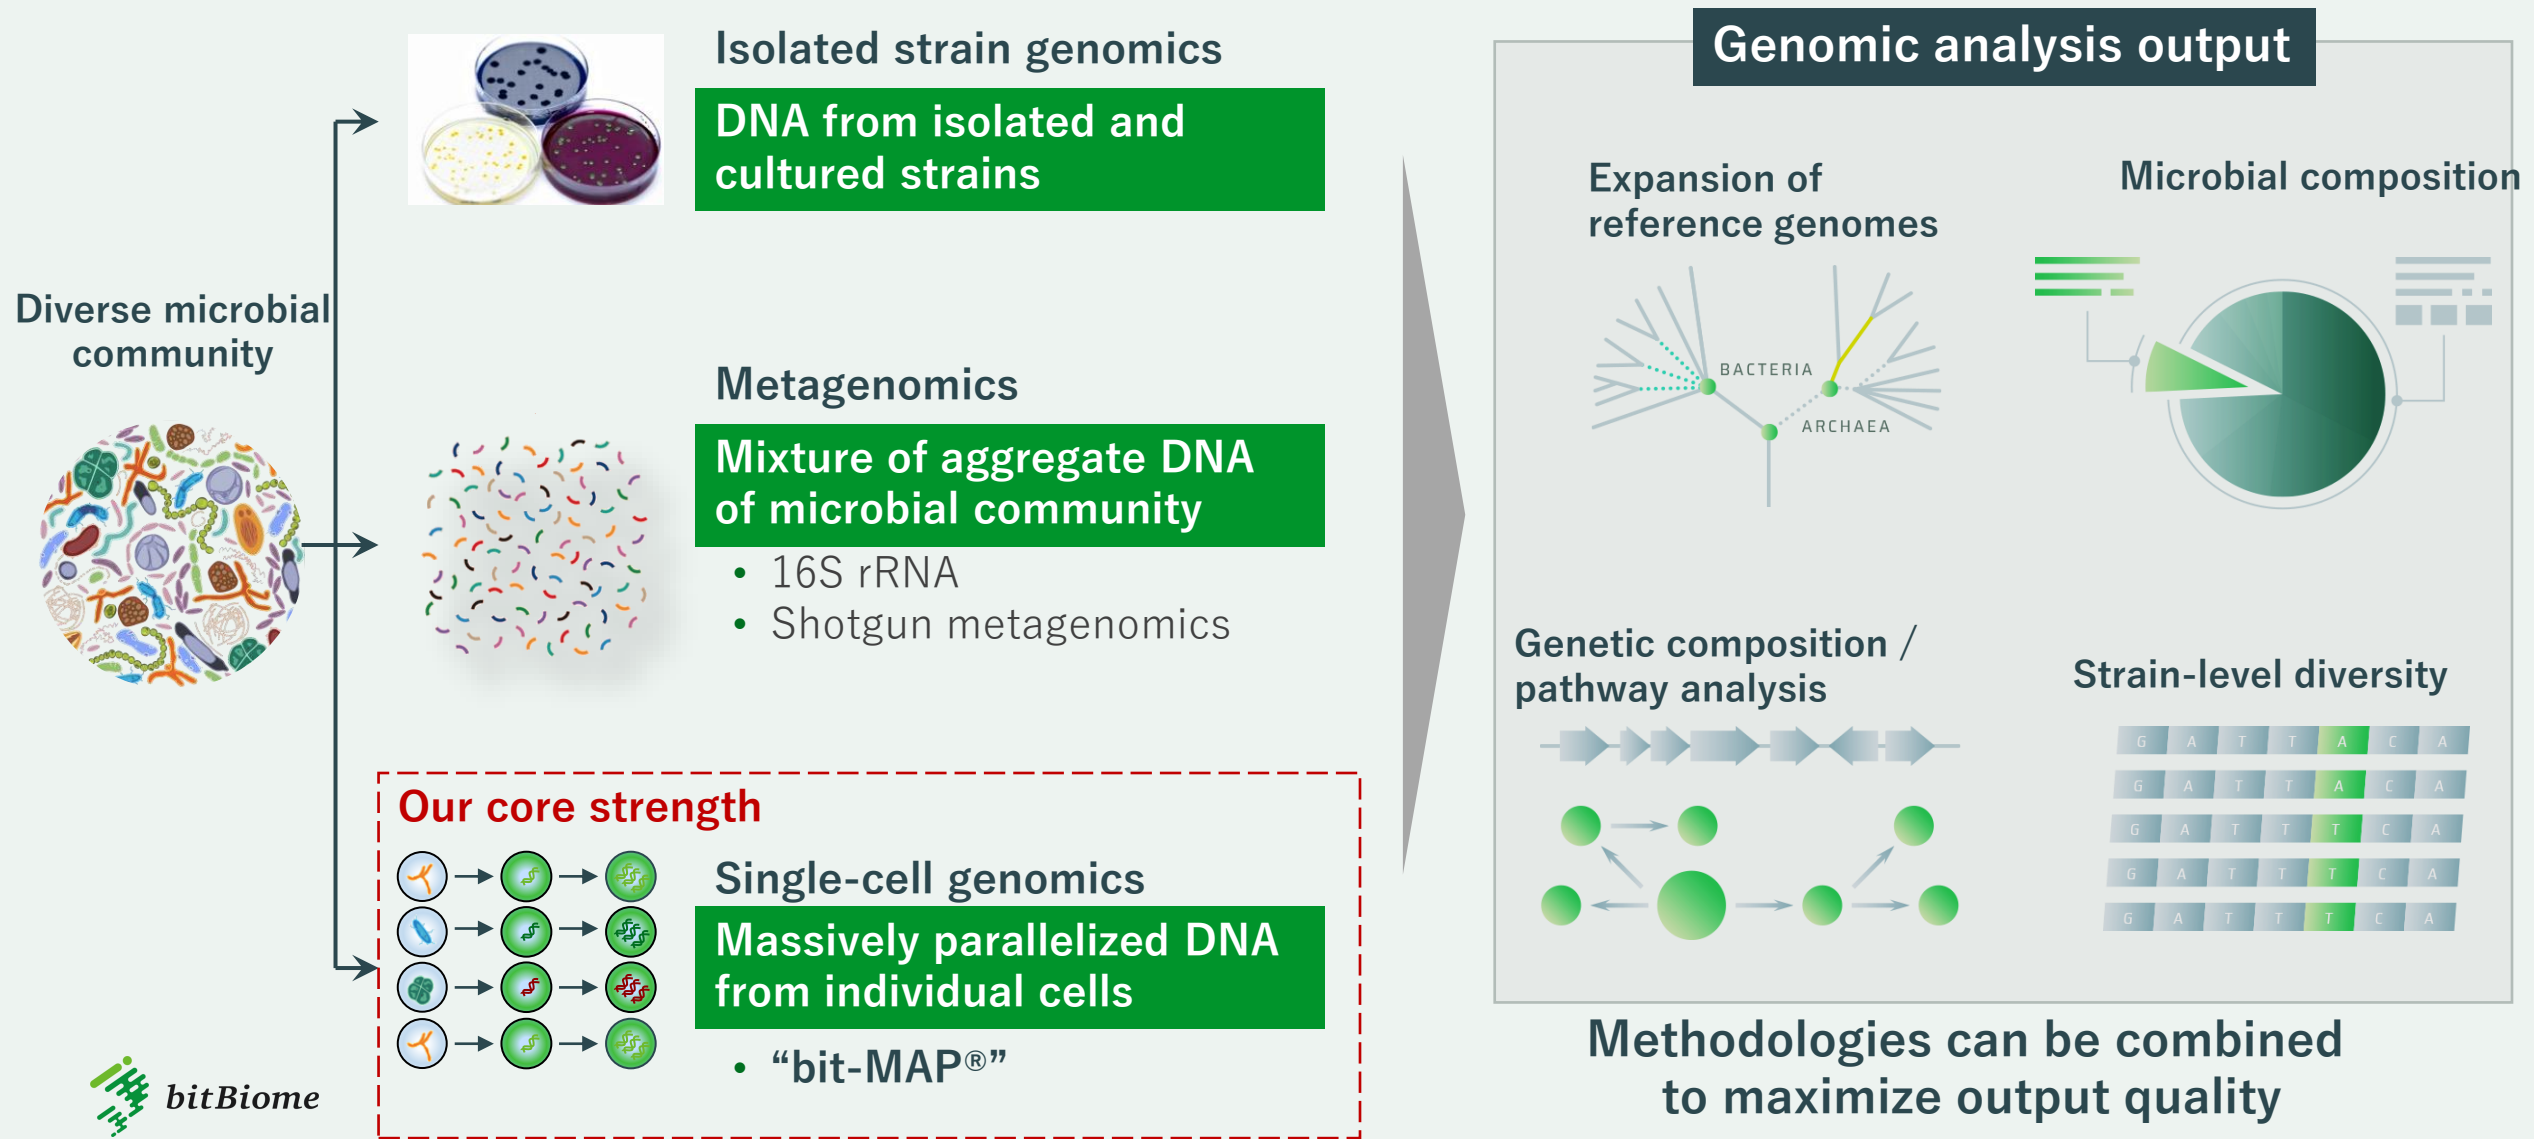 Diverse microbial
community
Isolated strain genomics
DNA from isolated and
cultured strains
Metagenomics
Mixture of aggregate DNA
of microbial community
• 16S rRNA
• Shotgun metagenomics
Our core strength
Single-cell genomics
Massively parallelized DNA
from individual cells
• “bit-MAP®”
bitBiome
Genomic analysis output
Expansion of
reference genomes
BACTERIA
ARCHAEA
Microbial composition
Genetic composition /
pathway analysis
Strain-level diversity
G A T T A C A
G A T T A C A
G A T T T C A
G A T T T C A
G A T T T C A
Methodologies can be combined
to maximize output quality